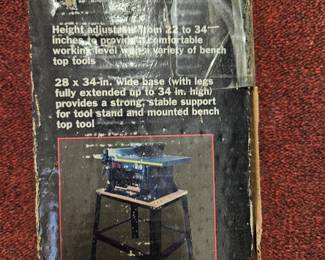 Height adjusts from 22 to 34
inches to provide a comfortable
working level with a variety of bench
top tools
28 x 34-in. wide base (with legs
fully extended up to 34 in. high)
provides a strong, stable support
for tool stand and mounted bench
top tool